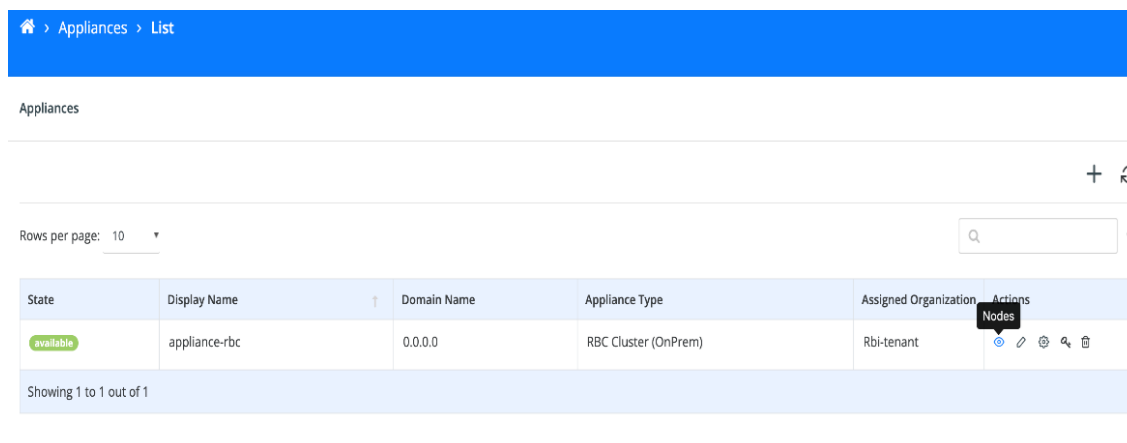 Appliances > List
Appliances
Rows per page: 10
State Display Name Domain Name Appliance Type Assigned Organization Actions
Nodes
available appliance-rbc 0.0.0.0 RBC Cluster (OnPrem) Rbi-tenant
Showing 1 to 1 out of 1